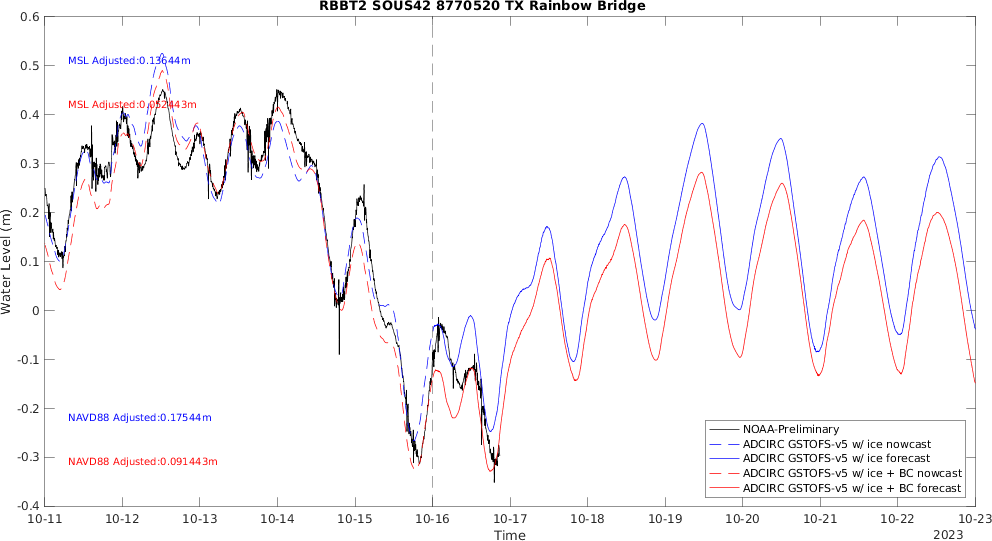 RBBT2 SOUS42 8770520 TX Rainbow Bridge
0.6
0.5
0.4
0.3
0.2
0.1
0
-0.1
-0.2
-0.3
-0.4
Water Level (m)
MSL Adjusted:0.13644m
MSL Adjusted:0.052443m
NAVD88 Adjusted:0.17544m
NAVD88 Adjusted:0.091443m
NOAA-Preliminary
ADCIRC GSTOFS-v5 w/ ice nowcast
ADCIRC GSTOFS-v5 w/ ice forecast
ADCIRC GSTOFS-v5 w/ ice + BC nowcast
ADCIRC GSTOFS-v5 w/ ice + BC forecast
10-11 10-12 10-13 10-14 10-15 10-16 10-17 10-18 10-19 10-20 10-21 10-22 10-23
Time
2023